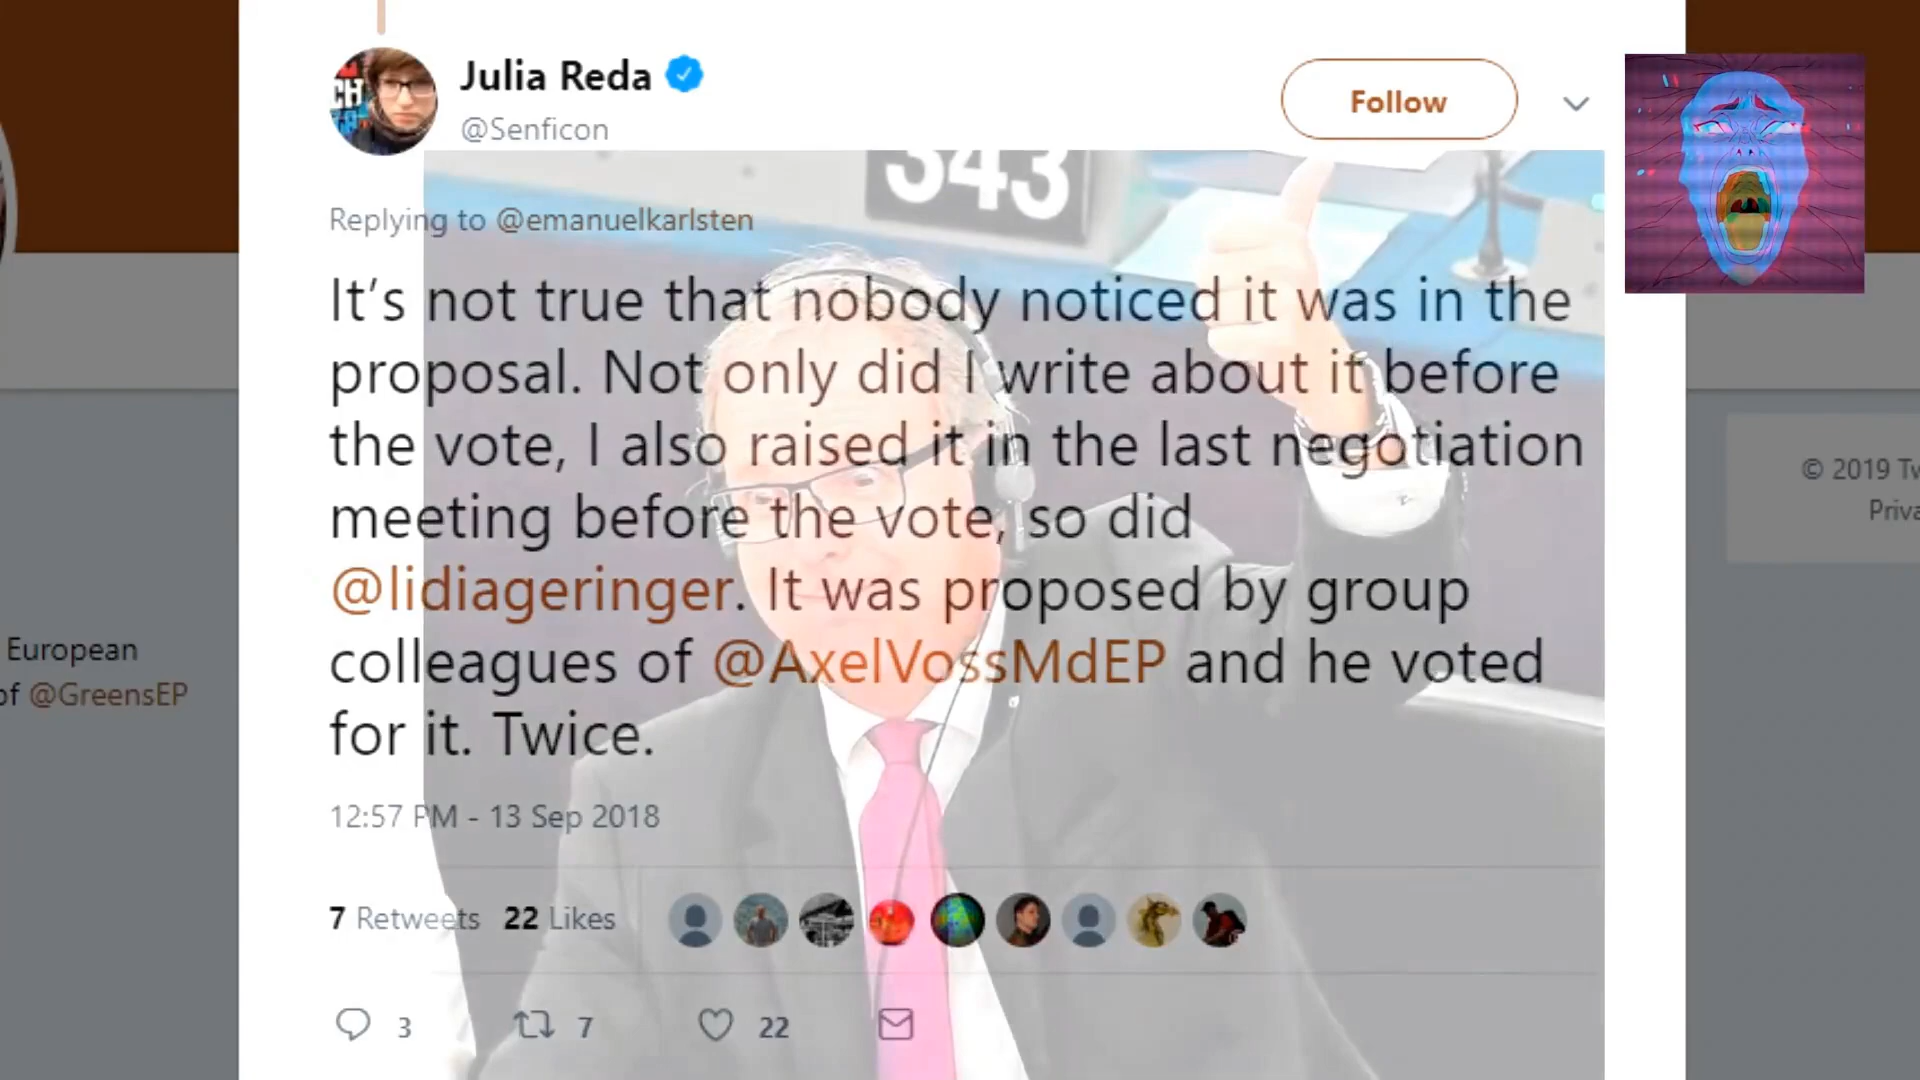 Julia Reda
@Senficon
Follow
343
Replying to @emanuelkarlsten
It’s not true that nobody noticed it was in the
proposal. Not only did I write about it before
the vote, I also raised it in the last negotiation
meeting before the vote, so did
@lidiageringer. It was proposed by group
colleagues of @AxelVossMdEP and he voted
for it. Twice.
12:57 PM - 13 Sep 2018
7 Retweets 22 Likes
3 7 22
European
of @GreensEP
© 2019 Tw
Priva